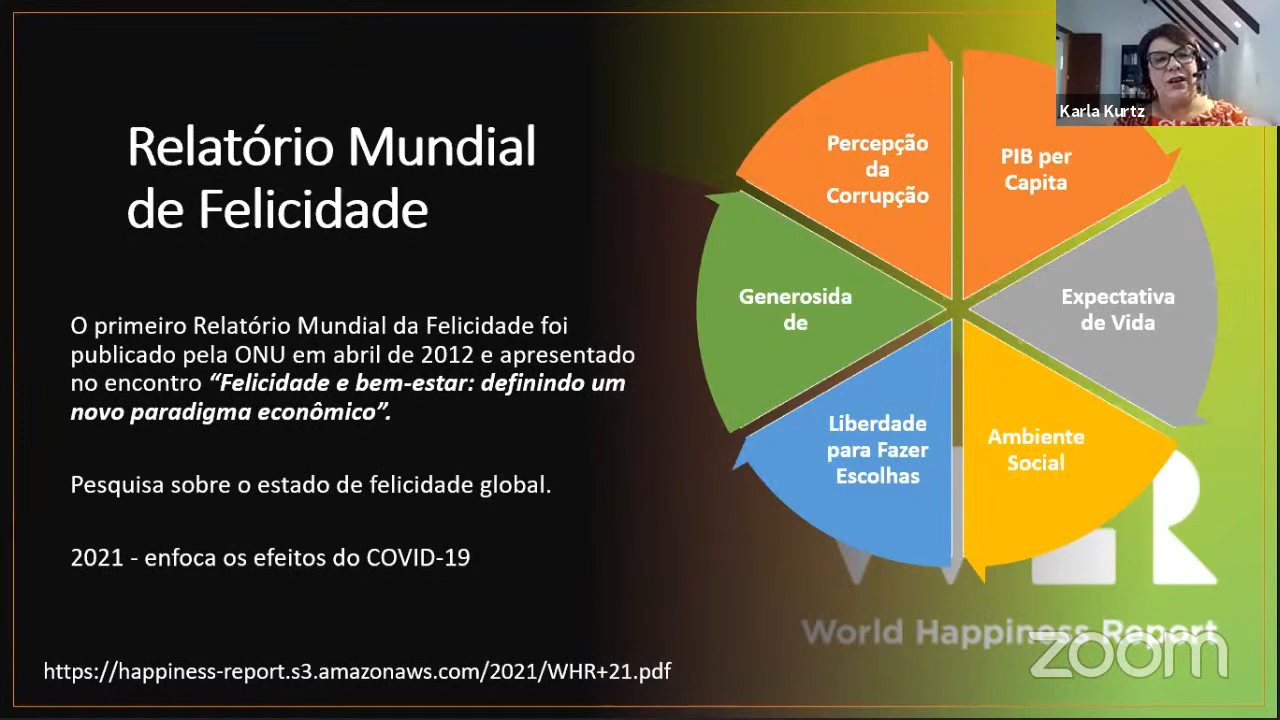 Relatório Mundial
de Felicidade
O primeiro Relatório Mundial da Felicidade foi
publicado pela ONU em abril de 2012 e apresentado
no encontro “Felicidade e bem-estar: definindo um
novo paradigma econômico”.
Pesquisa sobre o estado de felicidade global.
2021 - enfoca os efeitos do COVID-19
https://happiness-report.s3.amazonaws.com/2021/WHR+21.pdf
Percepção
da
Corrupção
PIB per
Capita
Generosida
de
Expectativa
de Vida
Liberdade
para Fazer
Escolhas
Ambiente
Social
World Happiness Report
zoom
Karla Kurtz